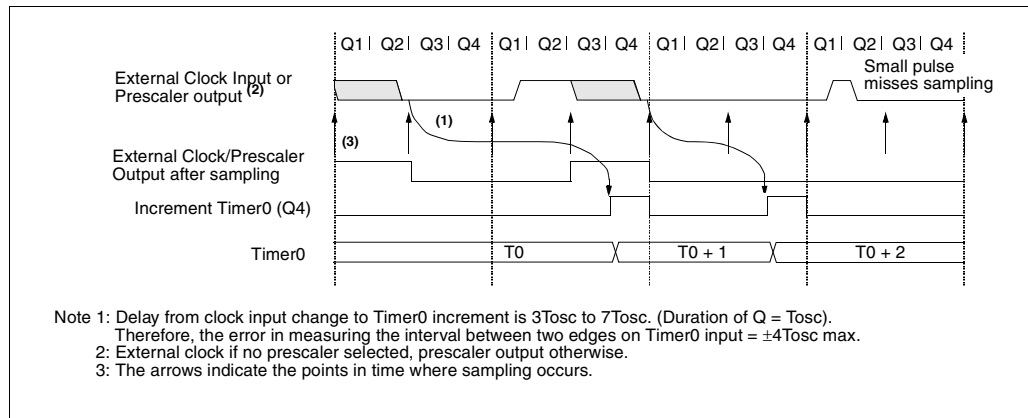 Q1 Q2 Q3 Q4 Q1 Q2 Q3 Q4 Q1 Q2 Q3 Q4 Q1 Q2 Q3 Q4
External Clock Input or
Prescaler output (2)
Small pulse
misses sampling
(1)
(3)
External Clock/Prescaler
Output after sampling
Increment Timer0 (Q4)
Timer0
T0
T0 + 1
T0 + 2
Note 1: Delay from clock input change to Timer0 increment is 3Tosc to 7Tosc. (Duration of Q = Tosc).
Therefore, the error in measuring the interval between two edges on Timer0 input = ±4Tosc max.
2: External clock if no prescaler selected, prescaler output otherwise.
3: The arrows indicate the points in time where sampling occurs.